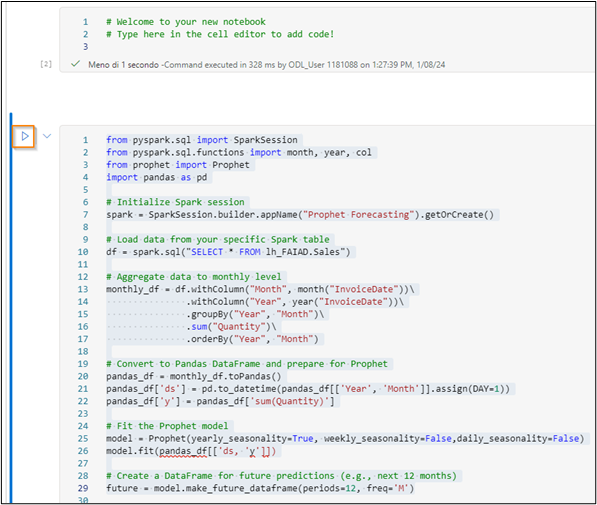 1 # Welcome to your new notebook
2 # Type here in the cell editor to add code!
3
[2] Meno di 1 secondo -Command executed in 328 ms by ODL_User 1181088 on 1:27:39 PM, 1/08/24
1 from pyspark.sql import SparkSession
2 from pyspark.sql.functions import month, year, col
3 from prophet import Prophet
4 import pandas as pd
5
6 # Initialize Spark session
7 spark = SparkSession.builder.appName("Prophet Forecasting").getOrCreate()
8
9 # Load data from your specific Spark table
10 df = spark.sql("SELECT * FROM lh_FAIAD.Sales")
11
12 # Aggregate data to monthly level
13 monthly_df = df.withColumn("Month", month("InvoiceDate"))\
14 .withColumn("Year", year("InvoiceDate"))\
15 .groupBy("Year", "Month")\
16 .sum("Quantity")\
17 .orderBy("Year", "Month")
18
19 # Convert to Pandas DataFrame and prepare for Prophet
20 pandas_df = monthly_df.toPandas()
21 pandas_df['ds'] = pd.to_datetime(pandas_df[['Year', 'Month']].assign(DAY=1))
22 pandas_df['y'] = pandas_df['sum(Quantity)']
23
24 # Fit the Prophet model
25 model = Prophet(yearly_seasonality=True, weekly_seasonality=False,daily_seasonality=False)
26 model.fit(pandas_df[['ds, 'y']])
27
28 # Create a DataFrame for future predictions (e.g., next 12 months)
29 future = model.make_future_dataframe(periods=12, freq='M')
30